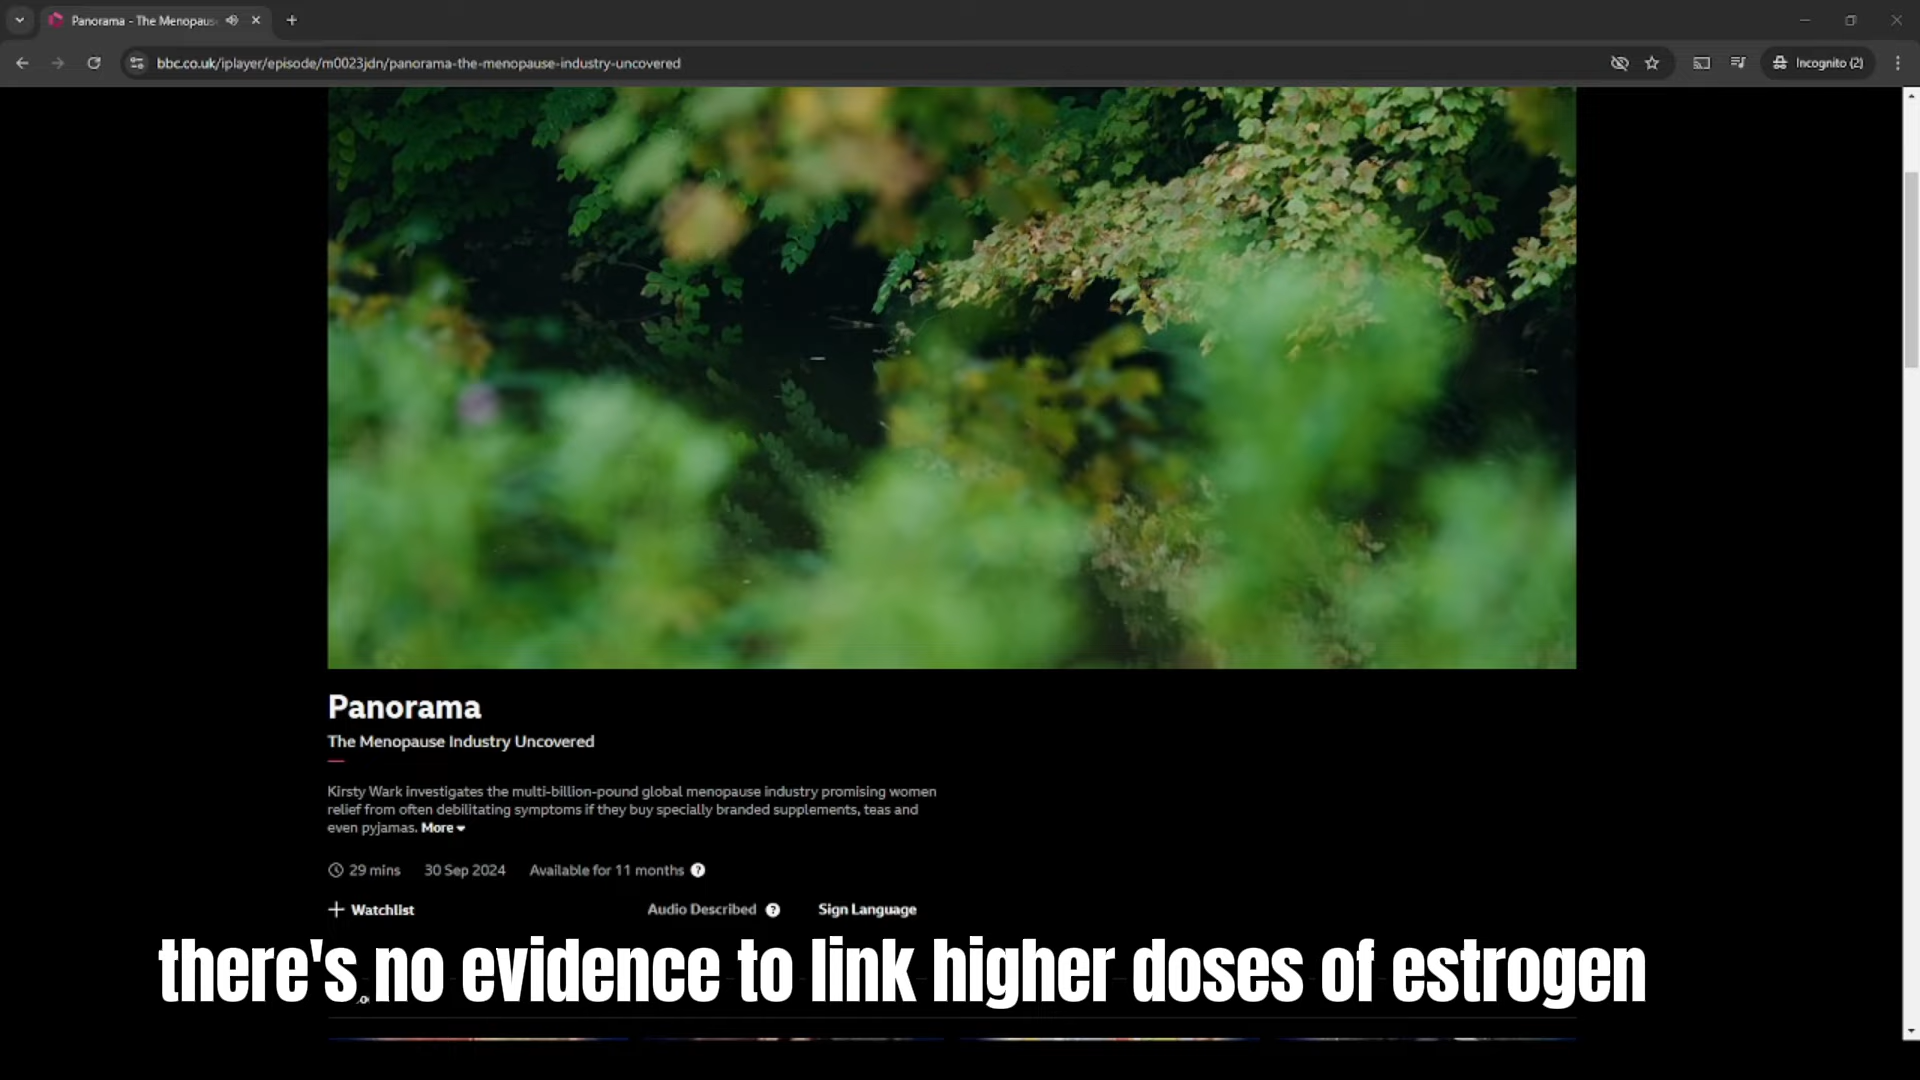 Panorama - The Menopaus
bbc.co.uk/iplayer/episode/m0023jdn/panorama-the-menopause-industry-uncovered
Incognito (2)
Panorama
The Menopause Industry Uncovered
Kirsty Wark investigates the multi-billion-pound global menopause industry promising women
relief from often debilitating symptoms if they buy specially branded supplements, teas and
even pyjamas. More
29 mins 30 Sep 2024 Available for 11 months ?
Watchlist Audio Described ? Sign Language
there's no evidence to link higher doses of estrogen